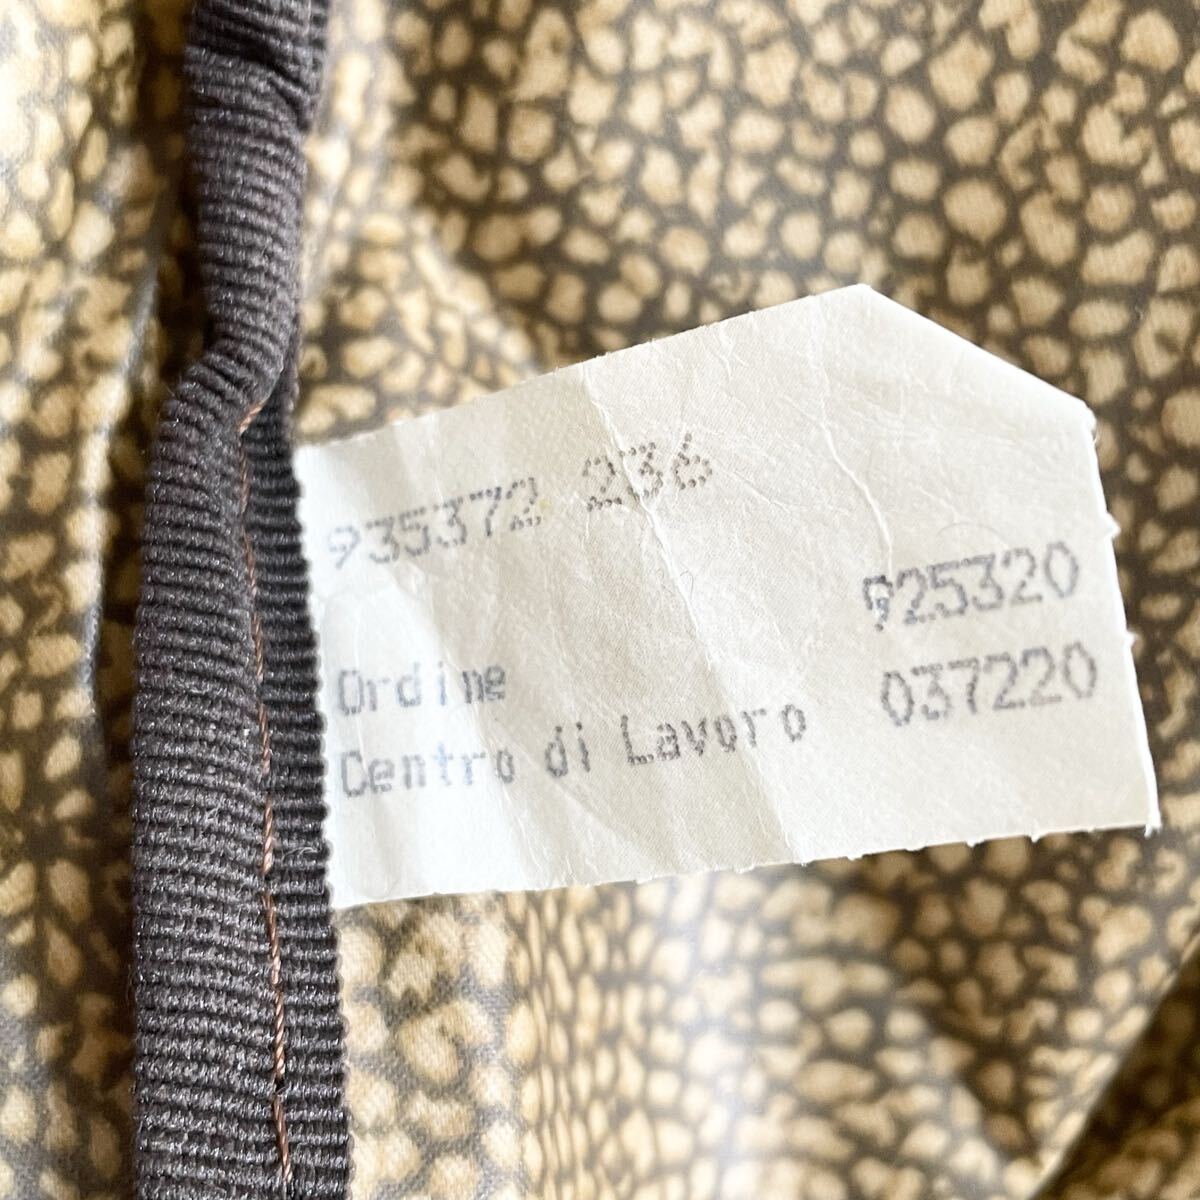 935372 236
Ordine 925320
Centro di Lavoro 037220